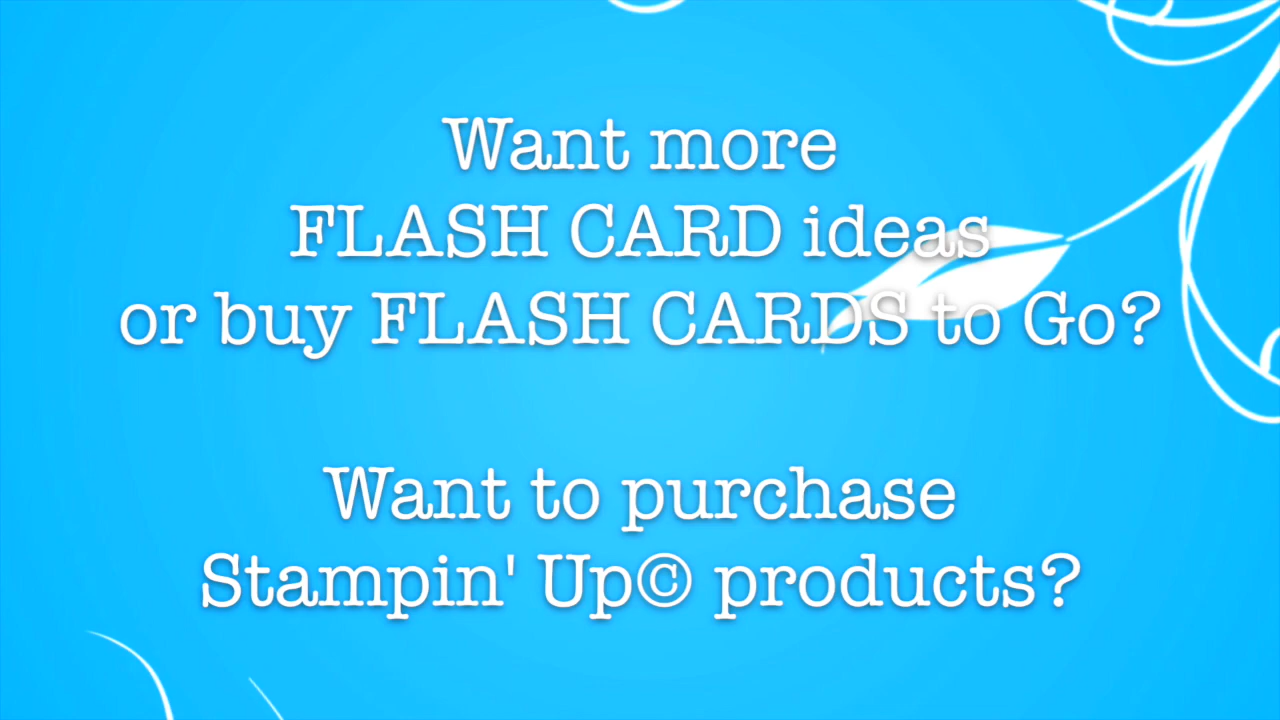 Want more
FLASH CARD ideas
or buy FLASH CARDS to Go?
Want to purchase
Stampin' Up© products?